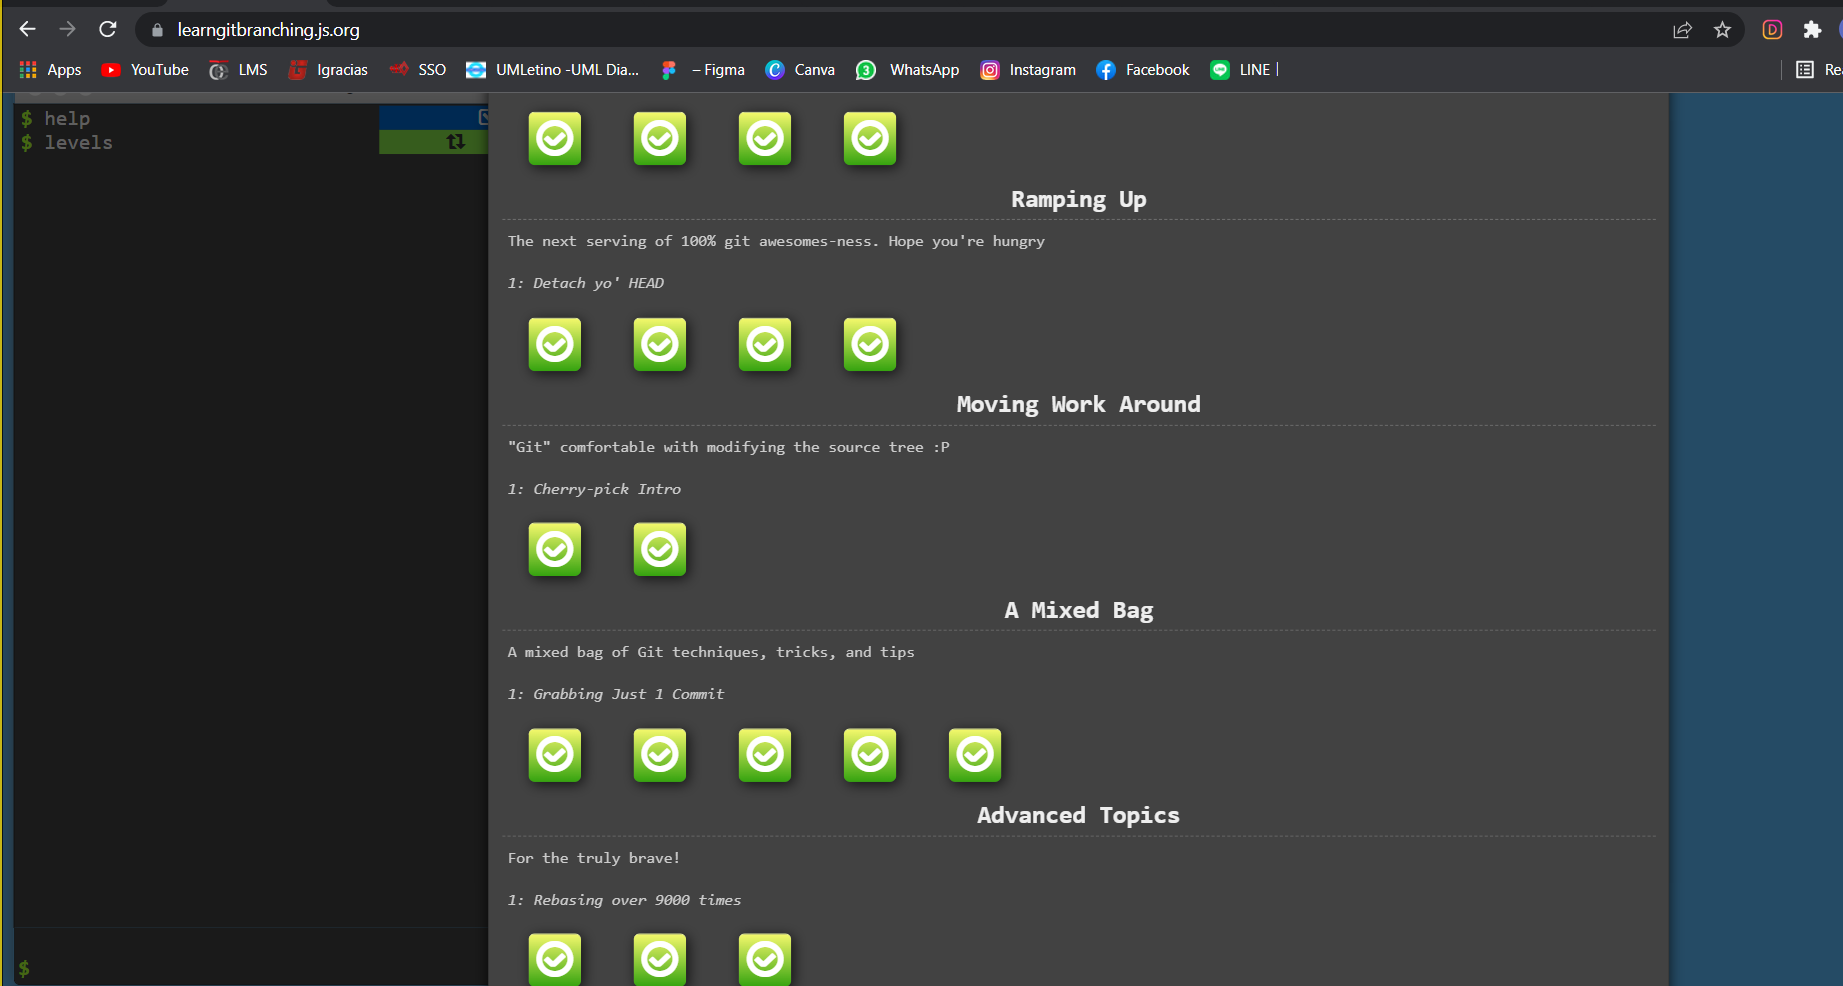 learngitbranching.js.org
Apps YouTube LMS Igracias SSO UMLetino -UML Dia... – Figma Canva 3 WhatsApp Instagram Facebook LINE
$ help
$ levels
Ramping Up
The next serving of 100% git awesomes-ness. Hope you're hungry
1: Detach yo' HEAD
Moving Work Around
"Git" comfortable with modifying the source tree :P
1: Cherry-pick Intro
A Mixed Bag
A mixed bag of Git techniques, tricks, and tips
1: Grabbing Just 1 Commit
Advanced Topics
For the truly brave!
1: Rebasing over 9000 times
$